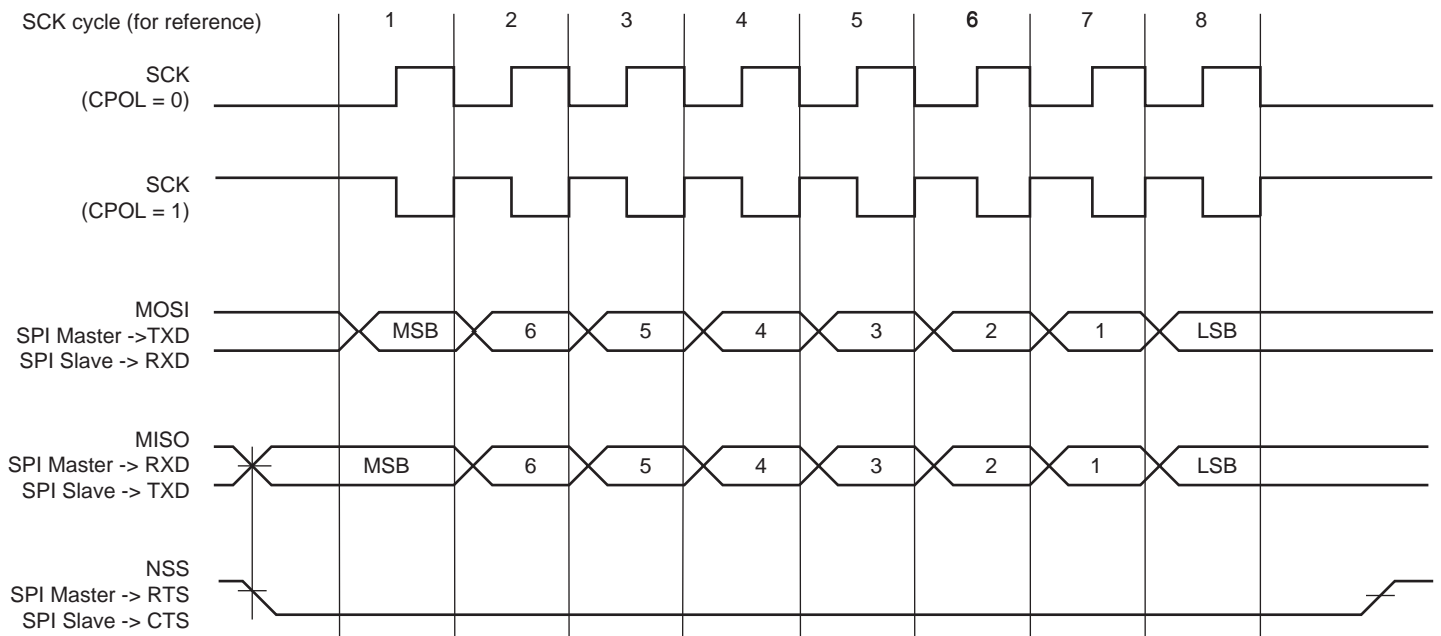 SCK cycle (for reference) 1 2 3 4 5 6 7 8
SCK
(CPOL = 0)
SCK
(CPOL = 1)
MOSI
SPI Master ->TXD
SPI Slave -> RXD
MSB 6 5 4 3 2 1 LSB
MISO
SPI Master -> RXD
SPI Slave -> TXD
MSB 6 5 4 3 2 1 LSB
NSS
SPI Master -> RTS
SPI Slave -> CTS